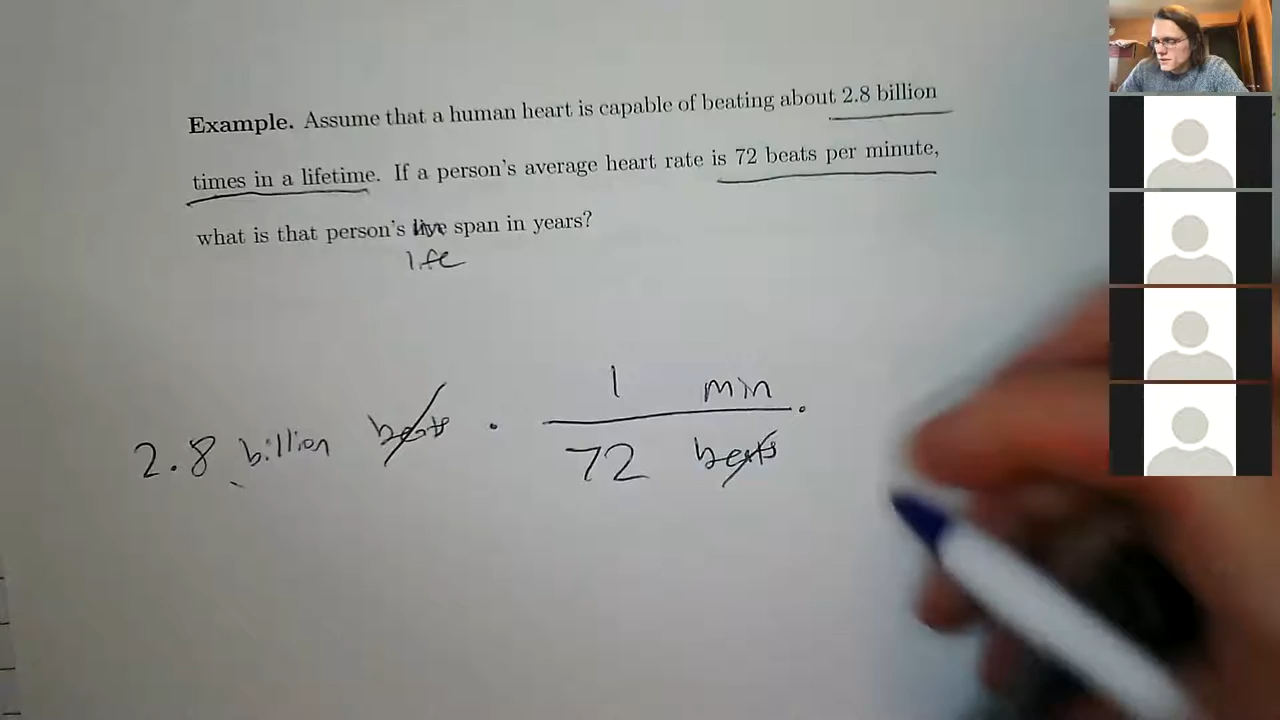 Example. Assume that a human heart is capable of beating about 2.8 billion
times in a lifetime. If a person's average heart rate is 72 beats per minute,
what is that person's live span in years?
life
1 min
2.8 billion beats · ———— ·
72 beats